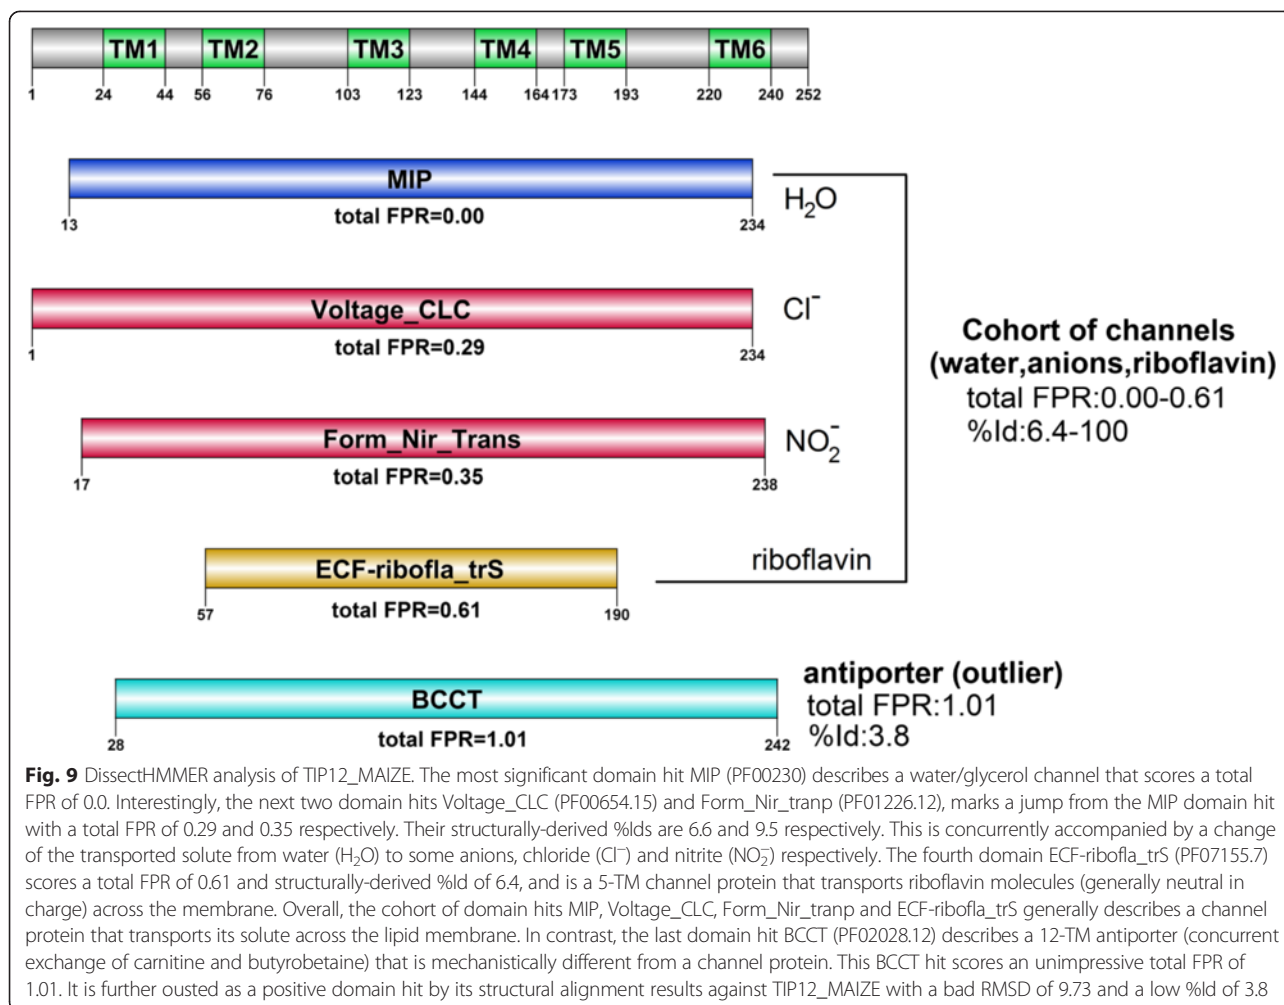 TM1 TM2 TM3 TM4 TM5 TM6
1 24 44 56 76 103 123 144 164 173 193 220 240 252
MIP
total FPR=0.00
13 234
H₂O
Voltage_CLC
total FPR=0.29
1 234
Cl⁻
Form_Nir_Trans
total FPR=0.35
17 238
NO₂⁻
ECF-ribofla_trS
total FPR=0.61
57 190
riboflavin
Cohort of channels
(water,anions,riboflavin)
total FPR:0.00-0.61
%Id:6.4-100
BCCT
total FPR=1.01
28 242
antiporter (outlier)
total FPR:1.01
%Id:3.8
Fig. 9 DissectHMMER analysis of TIP12_MAIZE. The most significant domain hit MIP (PF00230) describes a water/glycerol channel that scores a total
FPR of 0.0. Interestingly, the next two domain hits Voltage_CLC (PF00654.15) and Form_Nir_tranp (PF01226.12), marks a jump from the MIP domain hit
with a total FPR of 0.29 and 0.35 respectively. Their structurally-derived %Ids are 6.6 and 9.5 respectively. This is concurrently accompanied by a change
of the transported solute from water (H₂O) to some anions, chloride (Cl⁻) and nitrite (NO₂⁻) respectively. The fourth domain ECF-ribofla_trS (PF07155.7)
scores a total FPR of 0.61 and structurally-derived %Id of 6.4, and is a 5-TM channel protein that transports riboflavin molecules (generally neutral in
charge) across the membrane. Overall, the cohort of domain hits MIP, Voltage_CLC, Form_Nir_tranp and ECF-ribofla_trS generally describes a channel
protein that transports its solute across the lipid membrane. In contrast, the last domain hit BCCT (PF02028.12) describes a 12-TM antiporter (concurrent
exchange of carnitine and butyrobetaine) that is mechanistically different from a channel protein. This BCCT hit scores an unimpressive total FPR of
1.01. It is further ousted as a positive domain hit by its structural alignment results against TIP12_MAIZE with a bad RMSD of 9.73 and a low %Id of 3.8